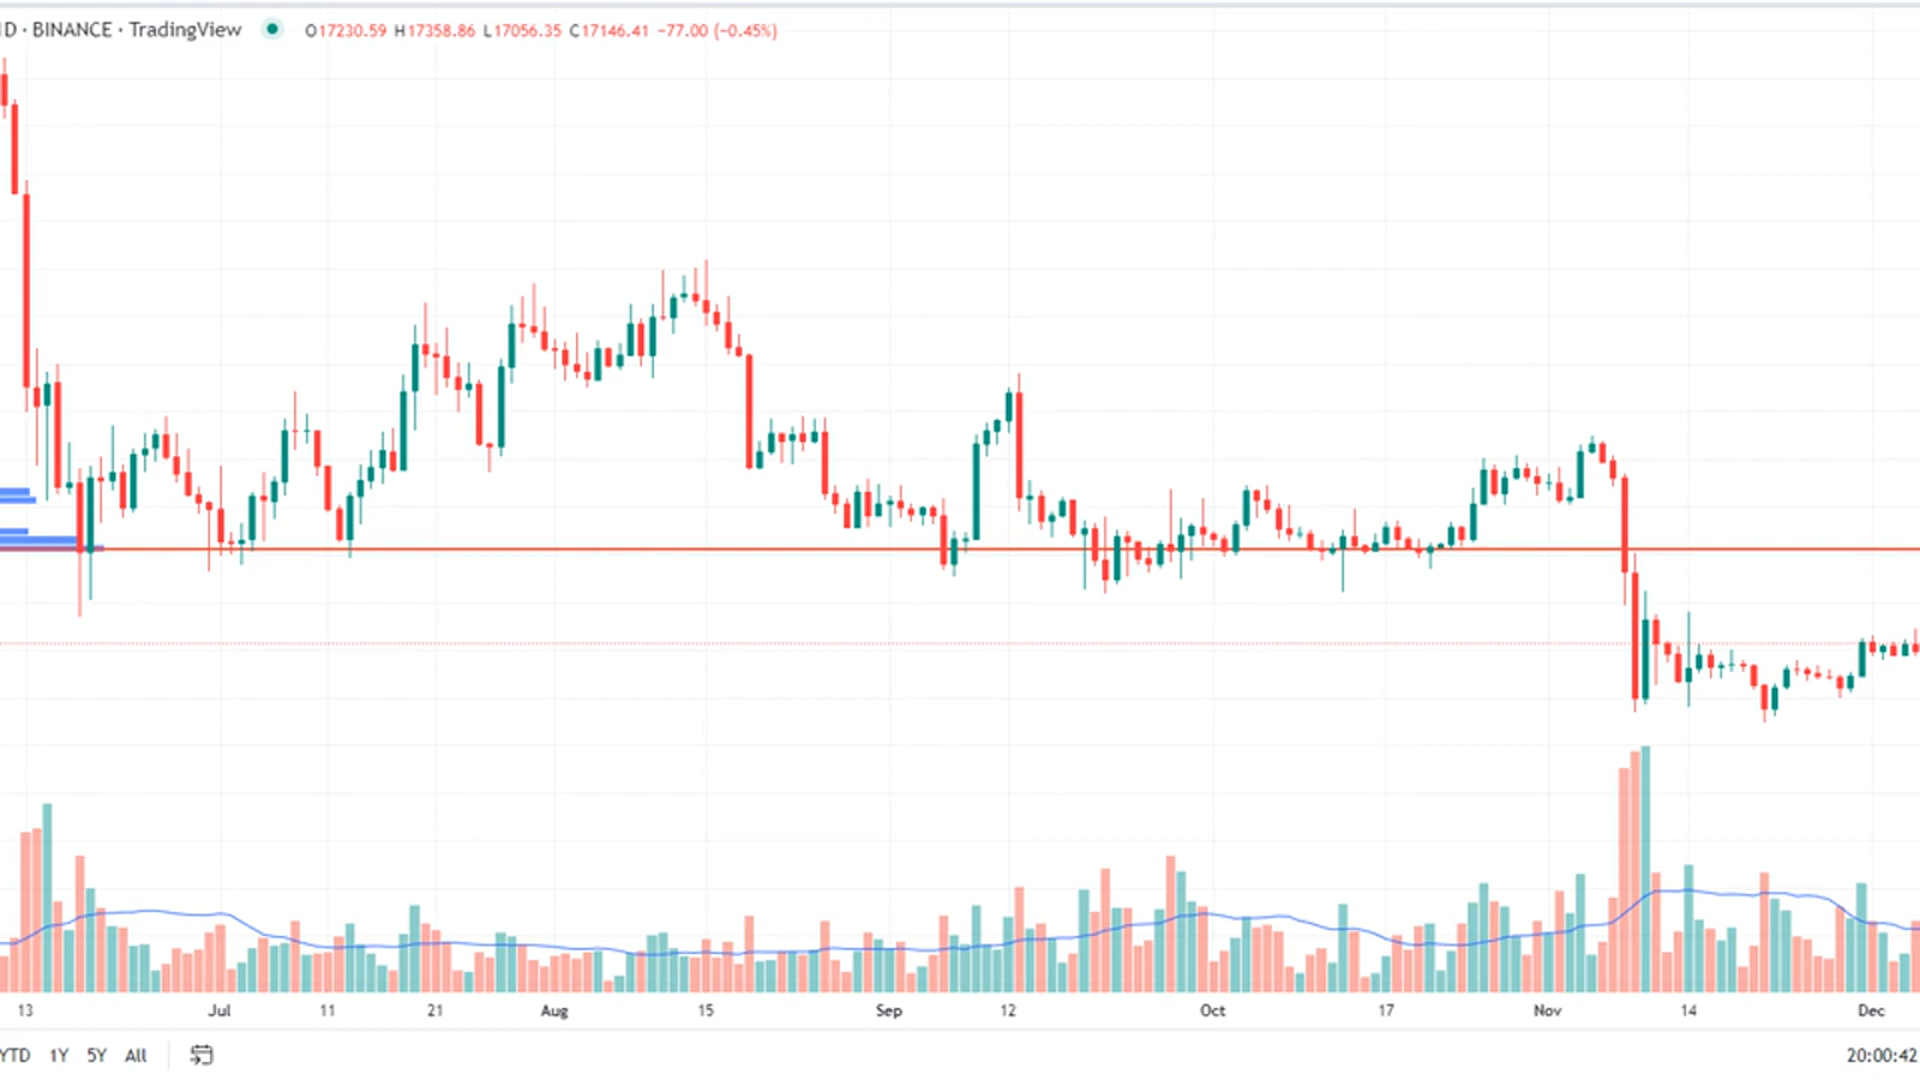 D · BINANCE · TradingView O17230.59 H17358.86 L17056.35 C17146.41 −77.00 (−0.45%)
13 Jul 11 21 Aug 15 Sep 12 Oct 17 Nov 14 Dec
YTD 1Y 5Y All 20:00:42